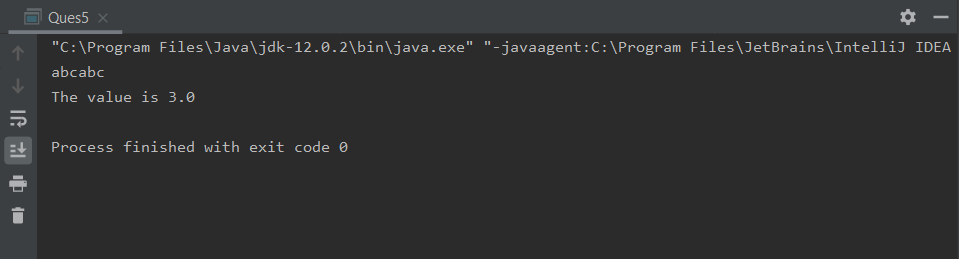 Ques5
"C:\Program Files\Java\jdk-12.0.2\bin\java.exe" "-javaagent:C:\Program Files\JetBrains\IntelliJ IDEA
abcabc
The value is 3.0
Process finished with exit code 0